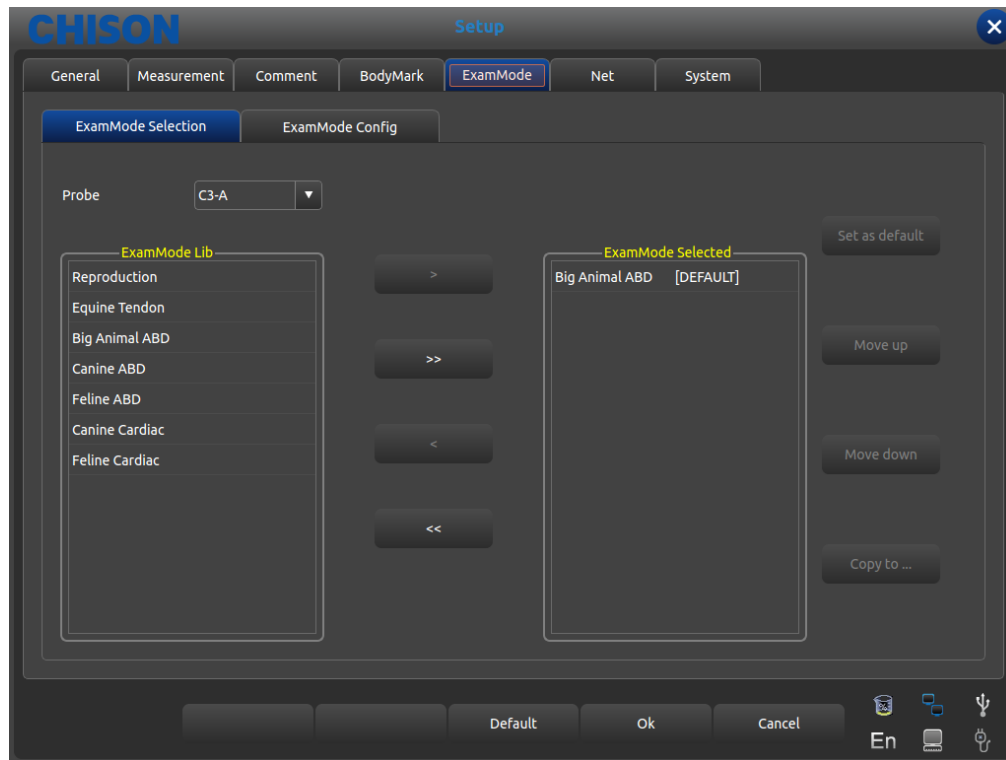 CHISON
Setup
General Measurement Comment BodyMark ExamMode Net System
ExamMode Selection ExamMode Config
Probe C3-A
Set as default
ExamMode Lib ExamMode Selected
Reproduction > Big Animal ABD [DEFAULT]
Equine Tendon
Big Animal ABD Move up
>>
Canine ABD
Feline ABD
Canine Cardiac <
Feline Cardiac Move down
<<
Copy to ...
Default Ok Cancel
En